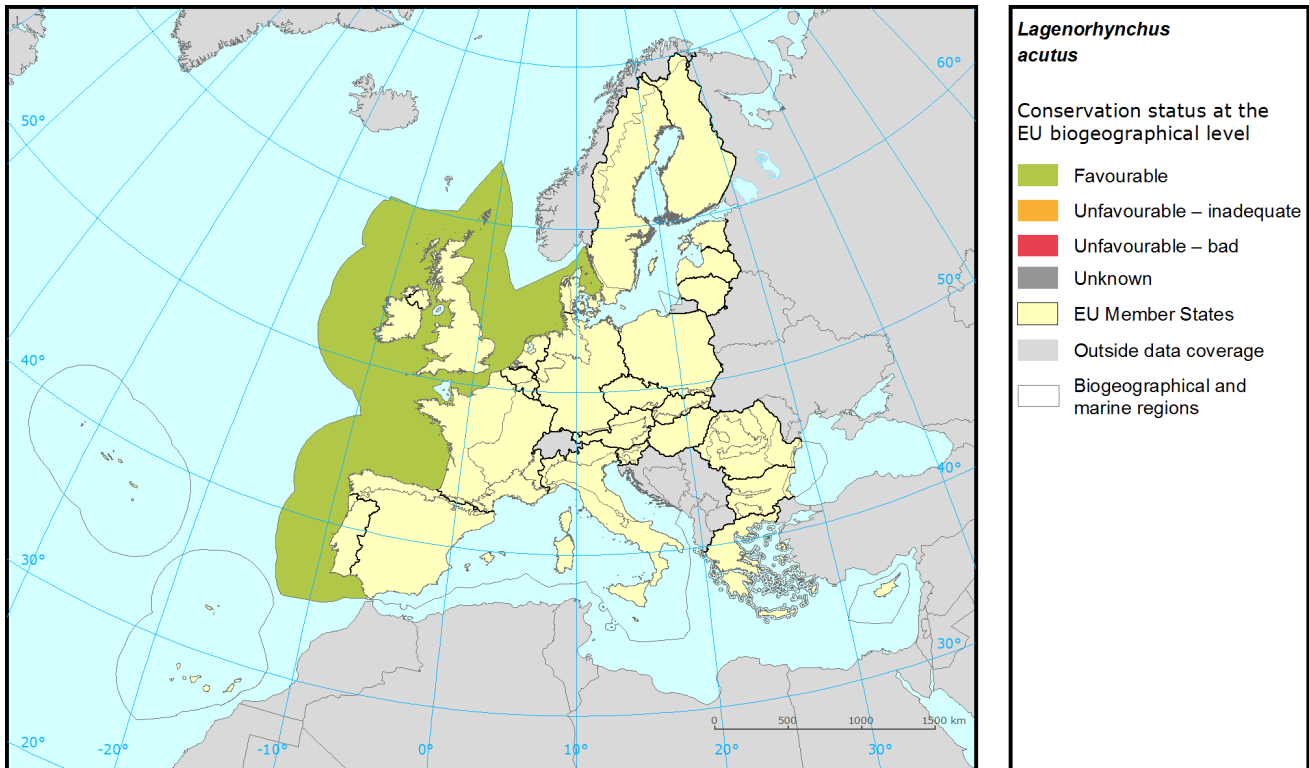 60°
50°
50°
40°
40°
30°
30°
20°
-20°
-10°
0°
10°
20°
30°
0 500 1000 1500 km
Lagenorhynchus
acutus
Conservation status at the
EU biogeographical level
Favourable
Unfavourable – inadequate
Unfavourable – bad
Unknown
EU Member States
Outside data coverage
Biogeographical and
marine regions